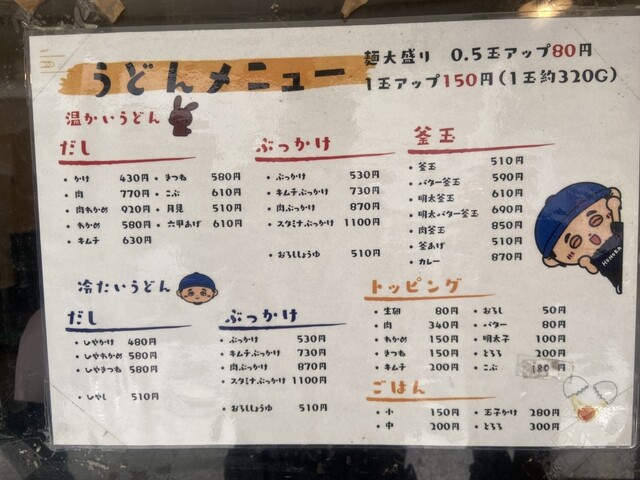 うどんメニュー
麺大盛り 0.5玉アップ80円
1玉アップ150円(1玉約320G)
温かいうどん
だし
・かけ 430円 ・きつね 580円
・肉 770円 ・こぶ 610円
・肉わかめ 920円 ・月見 510円
・わかめ 580円 ・六甲あげ 610円
・キムチ 630円
ぶっかけ
・ぶっかけ 530円
・キムチぶっかけ 730円
・肉ぶっかけ 870円
・スタミナぶっかけ 1100円
・おろししょうゆ 510円
釜玉
・釜玉 510円
・バター釜玉 590円
・明太釜玉 610円
・明太バター釜玉 690円
・肉釜玉 850円
・釜あげ 510円
・カレー 870円
冷たいうどん
だし
・しやかけ 480円
・しやわかめ 580円
・しやきつね 580円
・しやし 510円
ぶっかけ
・ぶっかけ 530円
・キムチぶっかけ 730円
・肉ぶっかけ 870円
・スタミナぶっかけ 1100円
・おろししょうゆ 510円
トッピング
・生卵 80円 ・おろし 50円
・肉 340円 ・バター 80円
・わかめ 150円 ・明太子 100円
・きつね 150円 ・とろろ 200円
・キムチ 200円 ・こぶ 180円
ごはん
・小 150円 ・玉子かけ 280円
・中 200円 ・とろろ 300円